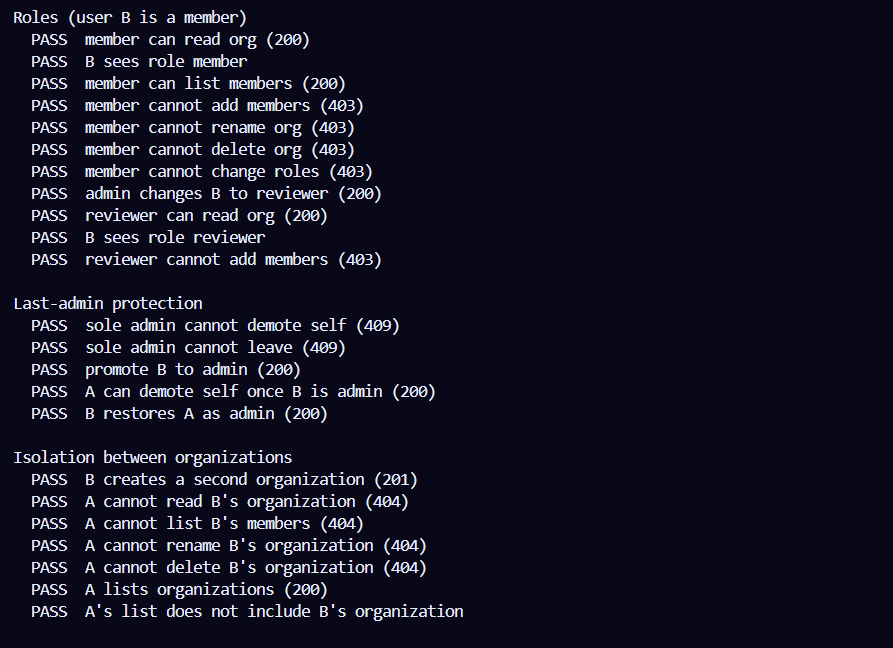 Roles (user B is a member)
PASS member can read org (200)
PASS B sees role member
PASS member can list members (200)
PASS member cannot add members (403)
PASS member cannot rename org (403)
PASS member cannot delete org (403)
PASS member cannot change roles (403)
PASS admin changes B to reviewer (200)
PASS reviewer can read org (200)
PASS B sees role reviewer
PASS reviewer cannot add members (403)
Last-admin protection
PASS sole admin cannot demote self (409)
PASS sole admin cannot leave (409)
PASS promote B to admin (200)
PASS A can demote self once B is admin (200)
PASS B restores A as admin (200)
Isolation between organizations
PASS B creates a second organization (201)
PASS A cannot read B's organization (404)
PASS A cannot list B's members (404)
PASS A cannot rename B's organization (404)
PASS A cannot delete B's organization (404)
PASS A lists organizations (200)
PASS A's list does not include B's organization